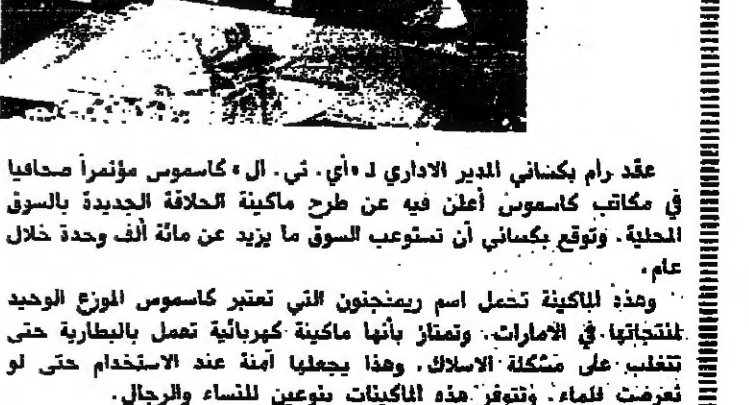 عقد رام بكساني المدير الاداري لـ «أي. تي. ال» كاسموس مؤتمراً صحافيا
في مكاتب كاسموس أعلن فيه عن طرح ماكينة الحلاقة الجديدة بالسوق
المحلية. وتوقع بكساني أن تستوعب السوق ما يزيد عن مائة ألف وحدة خلال
عام.
وهذه الماكينة تحمل اسم ريمنجتون التي تعتبر كاسموس الموزع الوحيد
لمنتجاتها في الامارات. وتمتاز بأنها ماكينة كهربائية تعمل بالبطارية حتى
تتغلب على مشكلة الاسلاك. وهذا يجعلها آمنة عند الاستخدام حتى لو
تعرضت للماء. وتتوفر هذه الماكينات بنوعين للنساء والرجال.